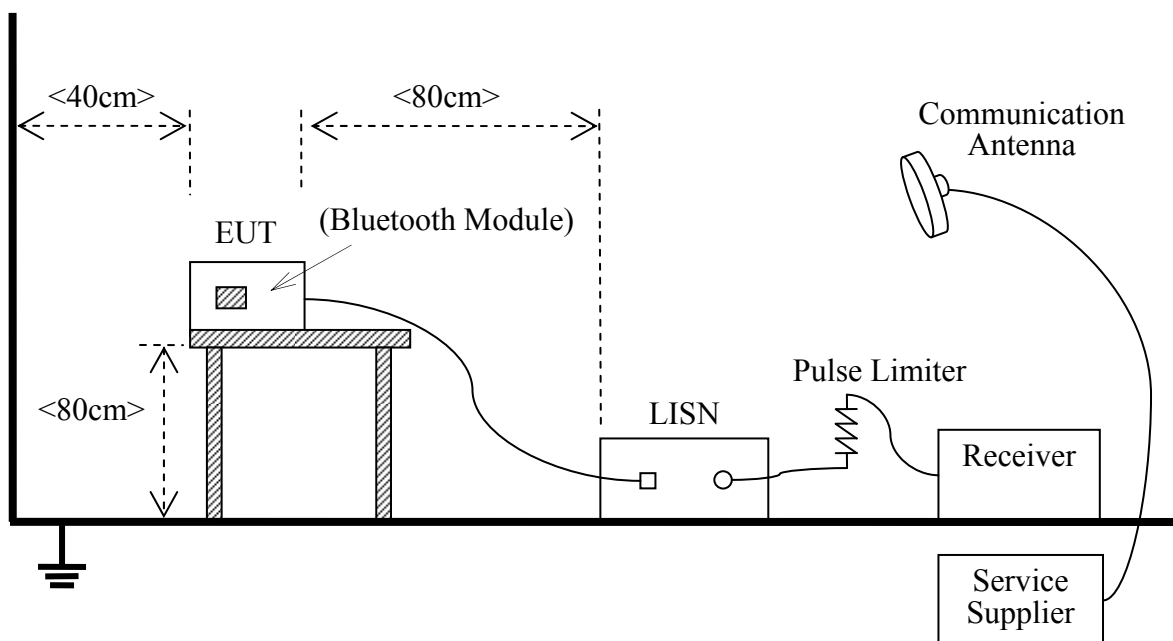 <40cm>
<80cm>
Communication
Antenna
EUT
(Bluetooth Module)
<80cm>
Pulse Limiter
LISN
Receiver
Service
Supplier